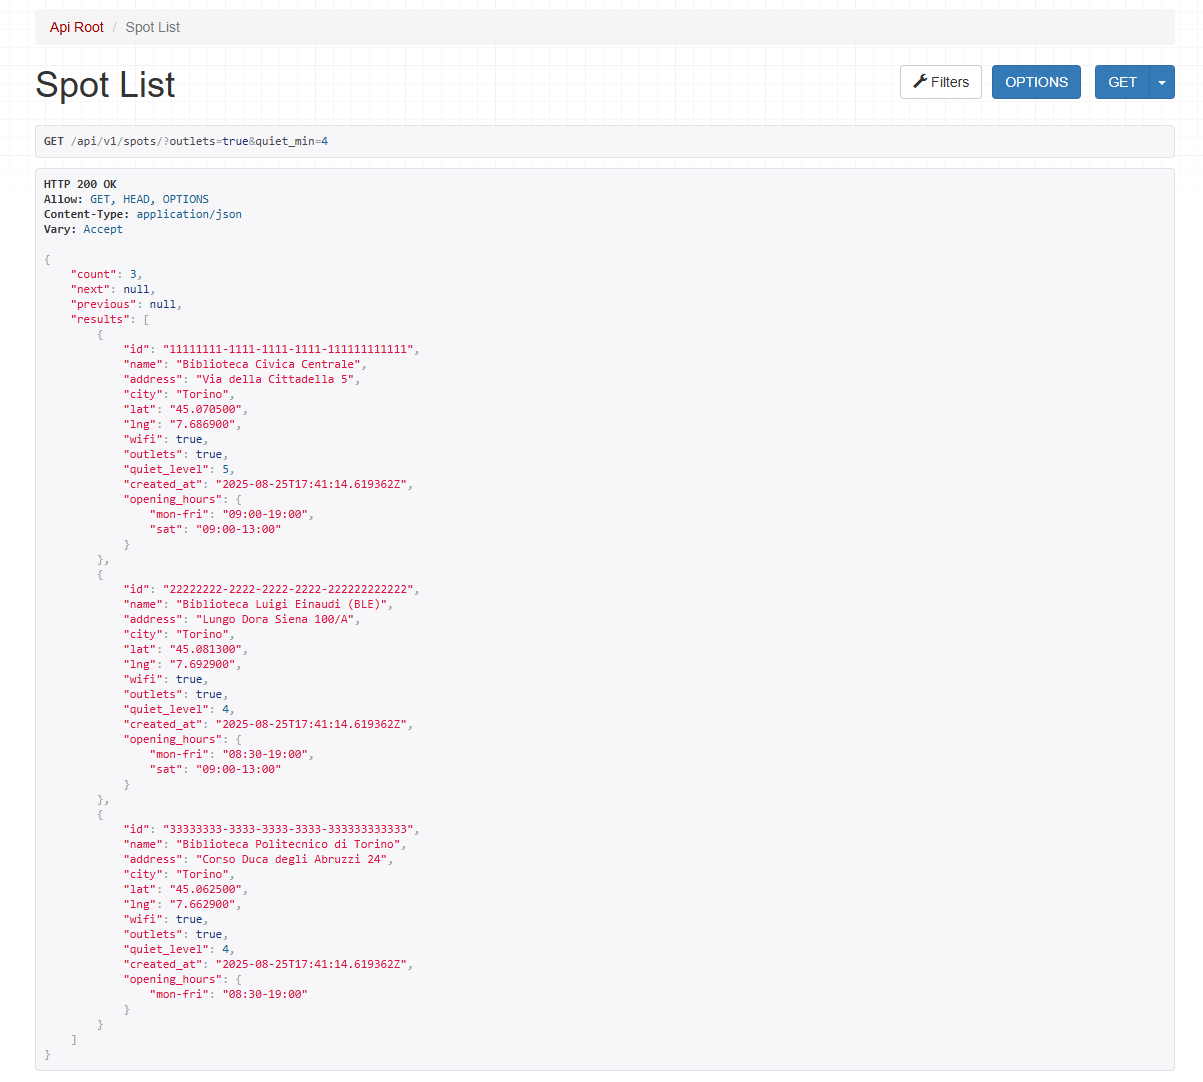 Api Root / Spot List
Spot List
Filters
OPTIONS
GET
GET /api/v1/spots/?outlets=true&quiet_min=4
HTTP 200 OK
Allow: GET, HEAD, OPTIONS
Content-Type: application/json
Vary: Accept
{
    "count": 3,
    "next": null,
    "previous": null,
    "results": [
        {
            "id": "11111111-1111-1111-1111-111111111111",
            "name": "Biblioteca Civica Centrale",
            "address": "Via della Cittadella 5",
            "city": "Torino",
            "lat": "45.070500",
            "lng": "7.686900",
            "wifi": true,
            "outlets": true,
            "quiet_level": 5,
            "created_at": "2025-08-25T17:41:14.619362Z",
            "opening_hours": {
                "mon-fri": "09:00-19:00",
                "sat": "09:00-13:00"
            }
        },
        {
            "id": "22222222-2222-2222-2222-222222222222",
            "name": "Biblioteca Luigi Einaudi (BLE)",
            "address": "Lungo Dora Siena 100/A",
            "city": "Torino",
            "lat": "45.081300",
            "lng": "7.692900",
            "wifi": true,
            "outlets": true,
            "quiet_level": 4,
            "created_at": "2025-08-25T17:41:14.619362Z",
            "opening_hours": {
                "mon-fri": "08:30-19:00",
                "sat": "09:00-13:00"
            }
        },
        {
            "id": "33333333-3333-3333-3333-333333333333",
            "name": "Biblioteca Politecnico di Torino",
            "address": "Corso Duca degli Abruzzi 24",
            "city": "Torino",
            "lat": "45.062500",
            "lng": "7.662900",
            "wifi": true,
            "outlets": true,
            "quiet_level": 4,
            "created_at": "2025-08-25T17:41:14.619362Z",
            "opening_hours": {
                "mon-fri": "08:30-19:00"
            }
        }
    ]
}